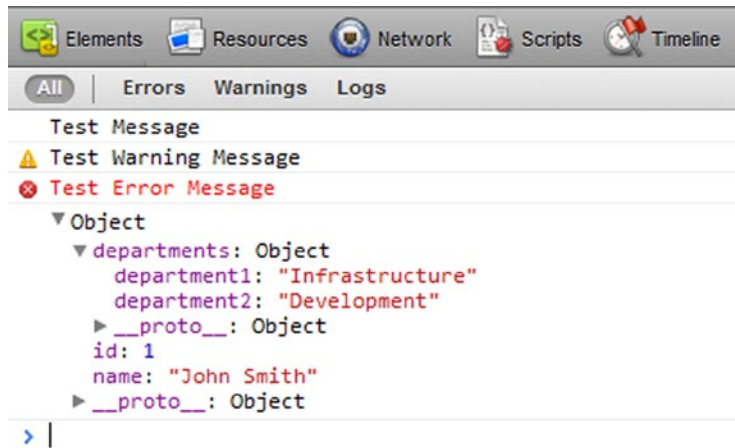 Elements Resources Network Scripts Timeline
All Errors Warnings Logs
Test Message
Test Warning Message
Test Error Message
▼Object
▼departments: Object
department1: "Infrastructure"
department2: "Development"
▶__proto__: Object
id: 1
name: "John Smith"
▶__proto__: Object
>